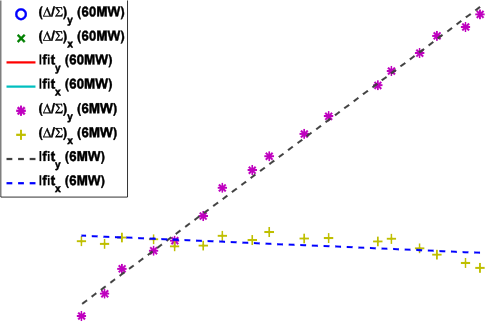 (Δ/Σ)y (60MW)
(Δ/Σ)x (60MW)
lfity (60MW)
lfitx (60MW)
(Δ/Σ)y (6MW)
(Δ/Σ)x (6MW)
lfity (6MW)
lfitx (6MW)